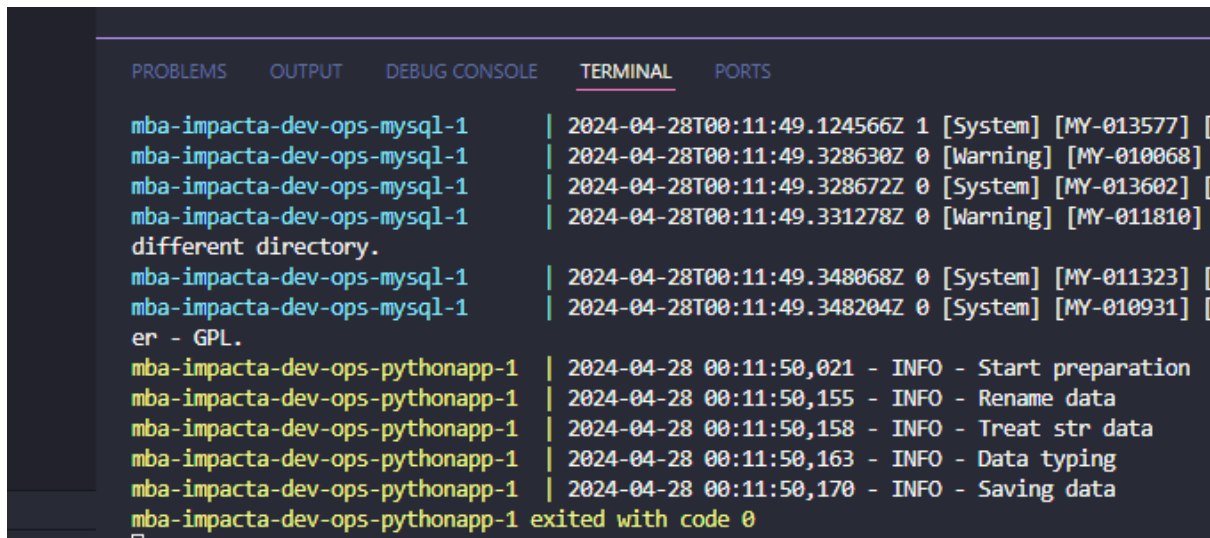 PROBLEMS OUTPUT DEBUG CONSOLE TERMINAL PORTS
mba-impacta-dev-ops-mysql-1 | 2024-04-28T00:11:49.124566Z 1 [System] [MY-013577] [
mba-impacta-dev-ops-mysql-1 | 2024-04-28T00:11:49.328630Z 0 [Warning] [MY-010068]
mba-impacta-dev-ops-mysql-1 | 2024-04-28T00:11:49.328672Z 0 [System] [MY-013602] [
mba-impacta-dev-ops-mysql-1 | 2024-04-28T00:11:49.331278Z 0 [Warning] [MY-011810]
different directory.
mba-impacta-dev-ops-mysql-1 | 2024-04-28T00:11:49.348068Z 0 [System] [MY-011323] [
mba-impacta-dev-ops-mysql-1 | 2024-04-28T00:11:49.348204Z 0 [System] [MY-010931] [
er - GPL.
mba-impacta-dev-ops-pythonapp-1 | 2024-04-28 00:11:50,021 - INFO - Start preparation
mba-impacta-dev-ops-pythonapp-1 | 2024-04-28 00:11:50,155 - INFO - Rename data
mba-impacta-dev-ops-pythonapp-1 | 2024-04-28 00:11:50,158 - INFO - Treat str data
mba-impacta-dev-ops-pythonapp-1 | 2024-04-28 00:11:50,163 - INFO - Data typing
mba-impacta-dev-ops-pythonapp-1 | 2024-04-28 00:11:50,170 - INFO - Saving data
mba-impacta-dev-ops-pythonapp-1 exited with code 0